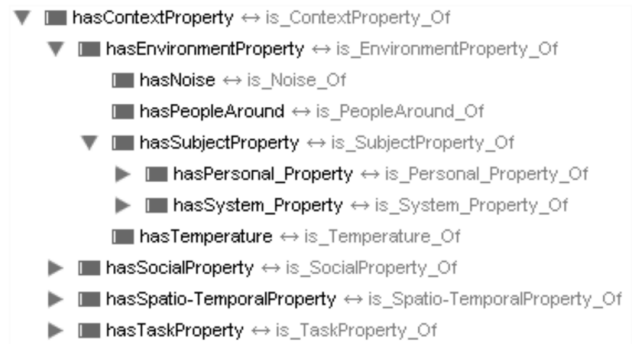 hasContextProperty ↔ is_ContextProperty_Of
hasEnvironmentProperty ↔ is_EnvironmentProperty_Of
hasNoise ↔ is_Noise_Of
hasPeopleAround ↔ is_PeopleAround_Of
hasSubjectProperty ↔ is_SubjectProperty_Of
hasPersonal_Property ↔ is_Personal_Property_Of
hasSystem_Property ↔ is_System_Property_Of
hasTemperature ↔ is_Temperature_Of
hasSocialProperty ↔ is_SocialProperty_Of
hasSpatio-TemporalProperty ↔ is_Spatio-TemporalProperty_Of
hasTaskProperty ↔ is_TaskProperty_Of